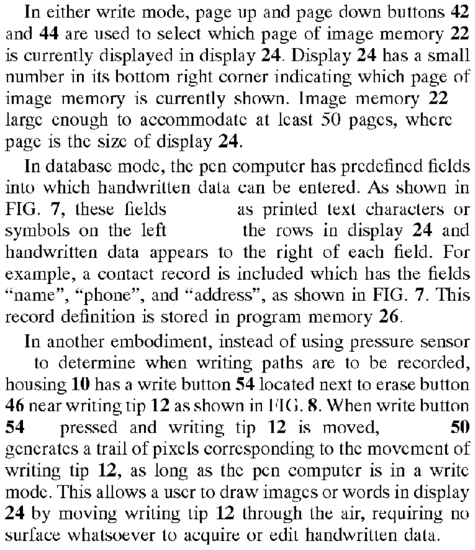 In either write mode, page up and page down buttons 42
and 44 are used to select which page of image memory 22
is currently displayed in display 24. Display 24 has a small
number in its bottom right corner indicating which page of
image memory is currently shown. Image memory 22
large enough to accommodate at least 50 pages, where
page is the size of display 24.
In database mode, the pen computer has predefined fields
into which handwritten data can be entered. As shown in
FIG. 7, these fields as printed text characters or
symbols on the left the rows in display 24 and
handwritten data appears to the right of each field. For
example, a contact record is included which has the fields
“name”, “phone”, and “address”, as shown in FIG. 7. This
record definition is stored in program memory 26.
In another embodiment, instead of using pressure sensor
to determine when writing paths are to be recorded,
housing 10 has a write button 54 located next to erase button
46 near writing tip 12 as shown in FIG. 8. When write button
54 pressed and writing tip 12 is moved, 50
generates a trail of pixels corresponding to the movement of
writing tip 12, as long as the pen computer is in a write
mode. This allows a user to draw images or words in display
24 by moving writing tip 12 through the air, requiring no
surface whatsoever to acquire or edit handwritten data.